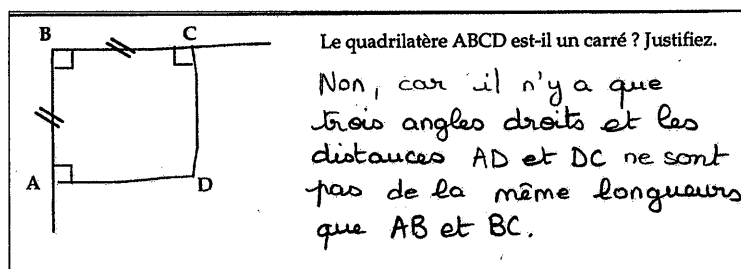 B
C
A
D
Le quadrilatère ABCD est-il un carré ? Justifiez.
Non, car il n'y a que
trois angles droits et les
distances AD et DC ne sont
pas de la même longueurs
que AB et BC.